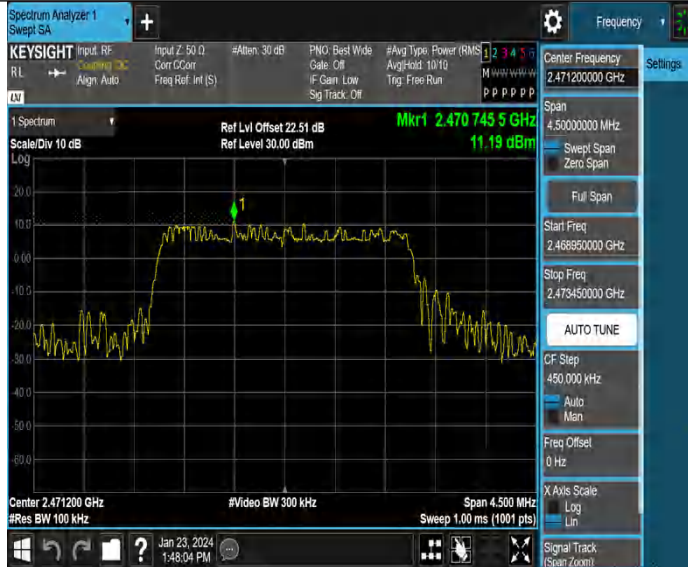 Spectrum Analyzer 1
Swept SA
+
Frequency
KEYSIGHT
Input: RF
Coupling: DC
Align: Auto
RL
LXI
Input Z: 50 Ω
Corr CCorr
Freq Ref: Int (S)
#Atten: 30 dB
PNO: Best Wide
Gate: Off
IF Gain: Low
Sig Track: Off
#Avg Type: Power (RMS
Avg|Hold: 10/10
Trig: Free Run
1 2 3 4 5 6
M W W W W W
P P P P P P
1 Spectrum
Scale/Div 10 dB
Ref Lvl Offset 22.51 dB
Ref Level 30.00 dBm
Mkr1 2.470 745 5 GHz
11.19 dBm
Log
20.0
10.0
0.00
-10.0
-20.0
-30.0
-40.0
-50.0
-60.0
1
Center 2.471200 GHz
#Res BW 100 kHz
#Video BW 300 kHz
Span 4.500 MHz
Sweep 1.00 ms (1001 pts)
Center Frequency
2.471200000 GHz
Settings
Span
4.50000000 MHz
Swept Span
Zero Span
Full Span
Start Freq
2.468950000 GHz
Stop Freq
2.473450000 GHz
AUTO TUNE
CF Step
450.000 kHz
Auto
Man
Freq Offset
0 Hz
X Axis Scale
Log
Lin
Signal Track
(Span Zoom)
?
Jan 23, 2024
1:48:04 PM